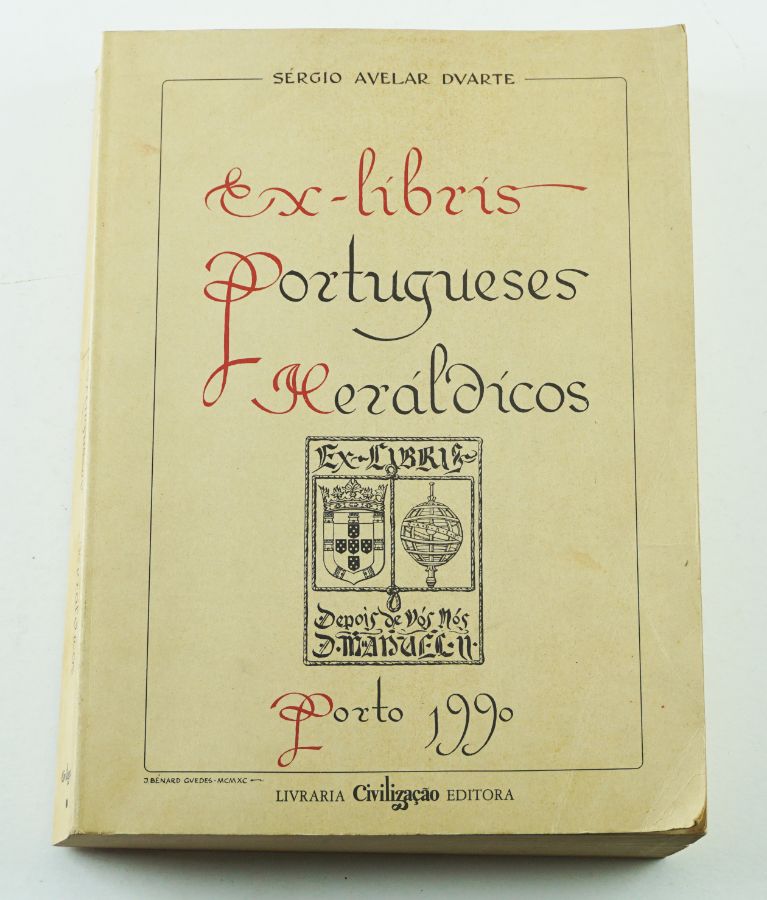 SÉRGIO AVELAR DVARTE
Ex-libris
Portugueses
Heráldicos
EX-LIBRIS
Depois de Vós Nós
D. MANUEL II.
Porto 1990
J. BÉNARD GUEDES - MCMXC
LIVRARIA Civilização EDITORA